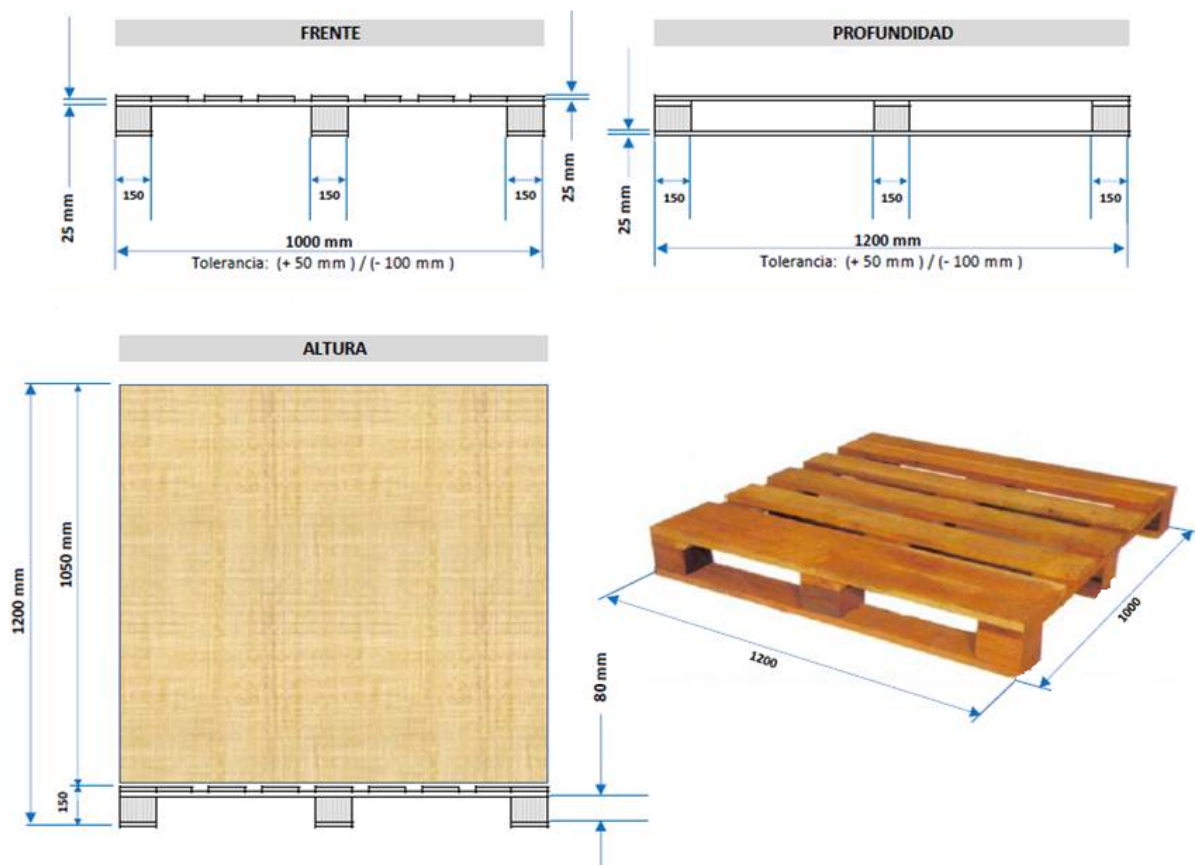 FRENTE
25 mm
150
150
150
25 mm
1000 mm
Tolerancia: (+ 50 mm ) / (- 100 mm )
PROFUNDIDAD
25 mm
150
150
150
1200 mm
Tolerancia: (+ 50 mm ) / (- 100 mm )
ALTURA
1200 mm
1050 mm
150
80 mm
1200
1000